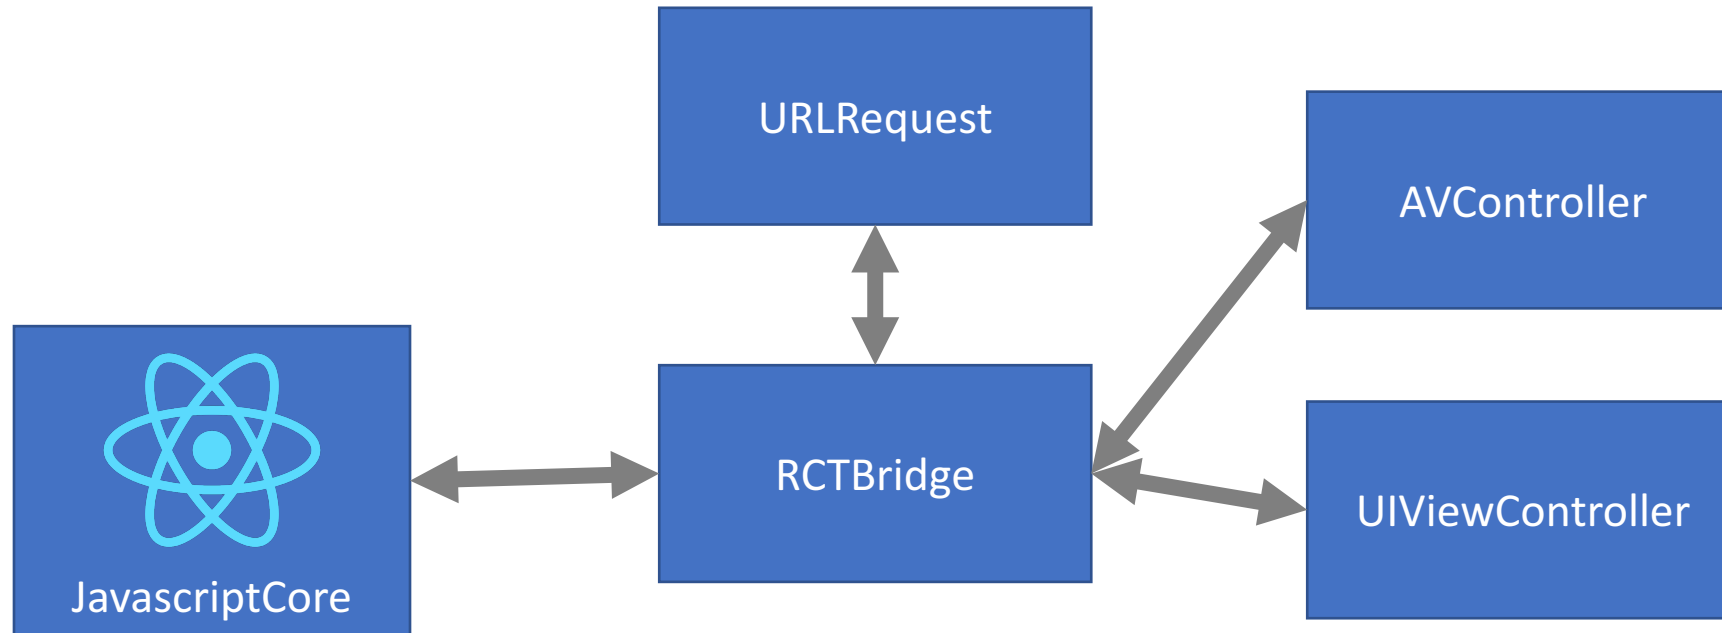 URLRequest
AVController
RCTBridge
UIViewController
JavascriptCore